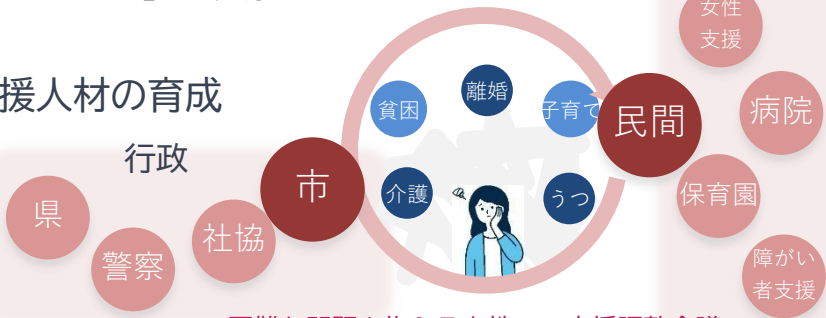 女性
支援
援人材の育成
離婚
貧困
子育て
民間
病院
行政
市
介護
うつ
保育園
県
社協
警察
障がい
者支援